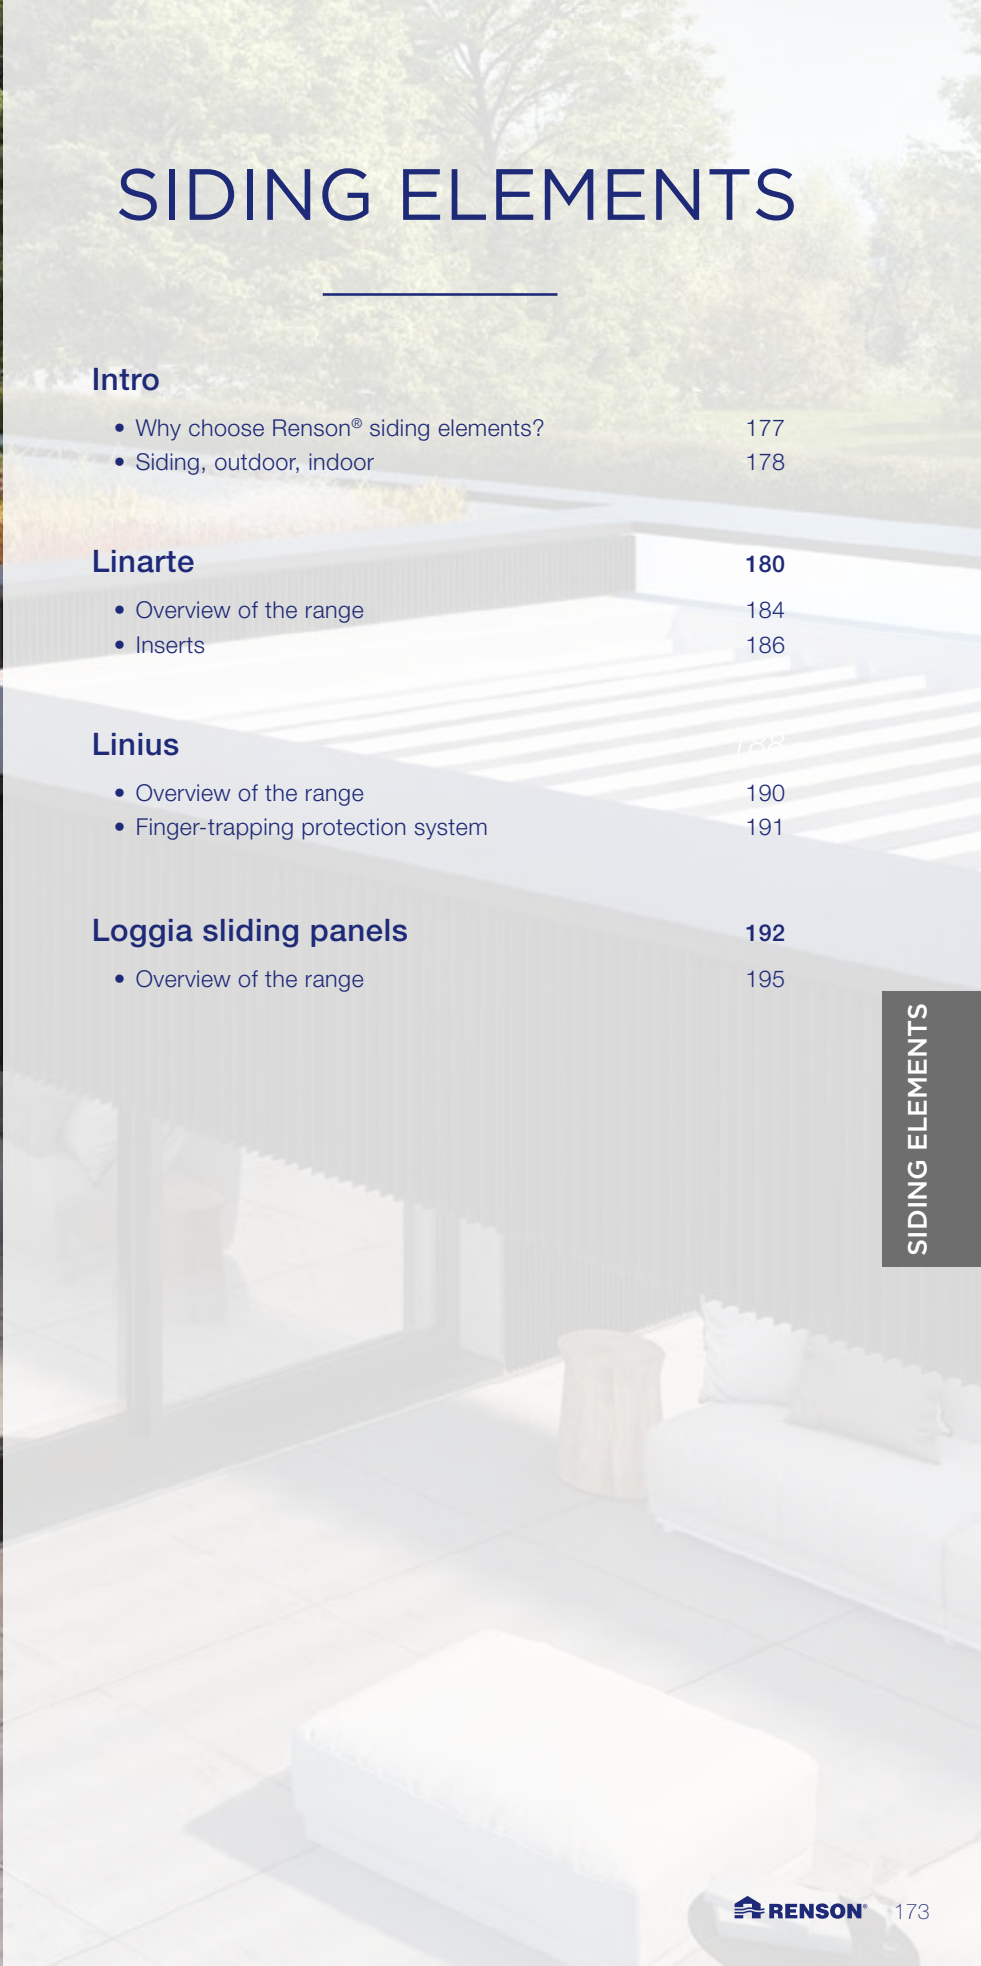 SIDING ELEMENTS
Intro
• Why choose Renson® siding elements? 177
• Siding, outdoor, indoor 178
Linarte 180
• Overview of the range 184
• Inserts 186
Linius 188
• Overview of the range 190
• Finger-trapping protection system 191
Loggia sliding panels 192
• Overview of the range 195
SIDING ELEMENTS
RENSON® 173